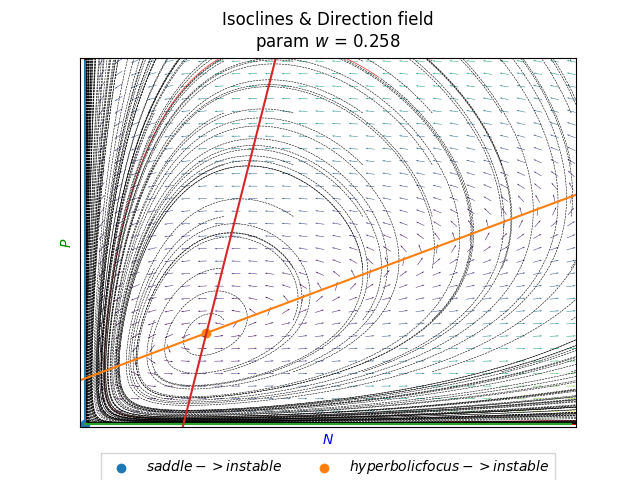 Isoclines & Direction field
param w = 0.258
P
N
saddle − > instable
hyperbolicfocus − > instable